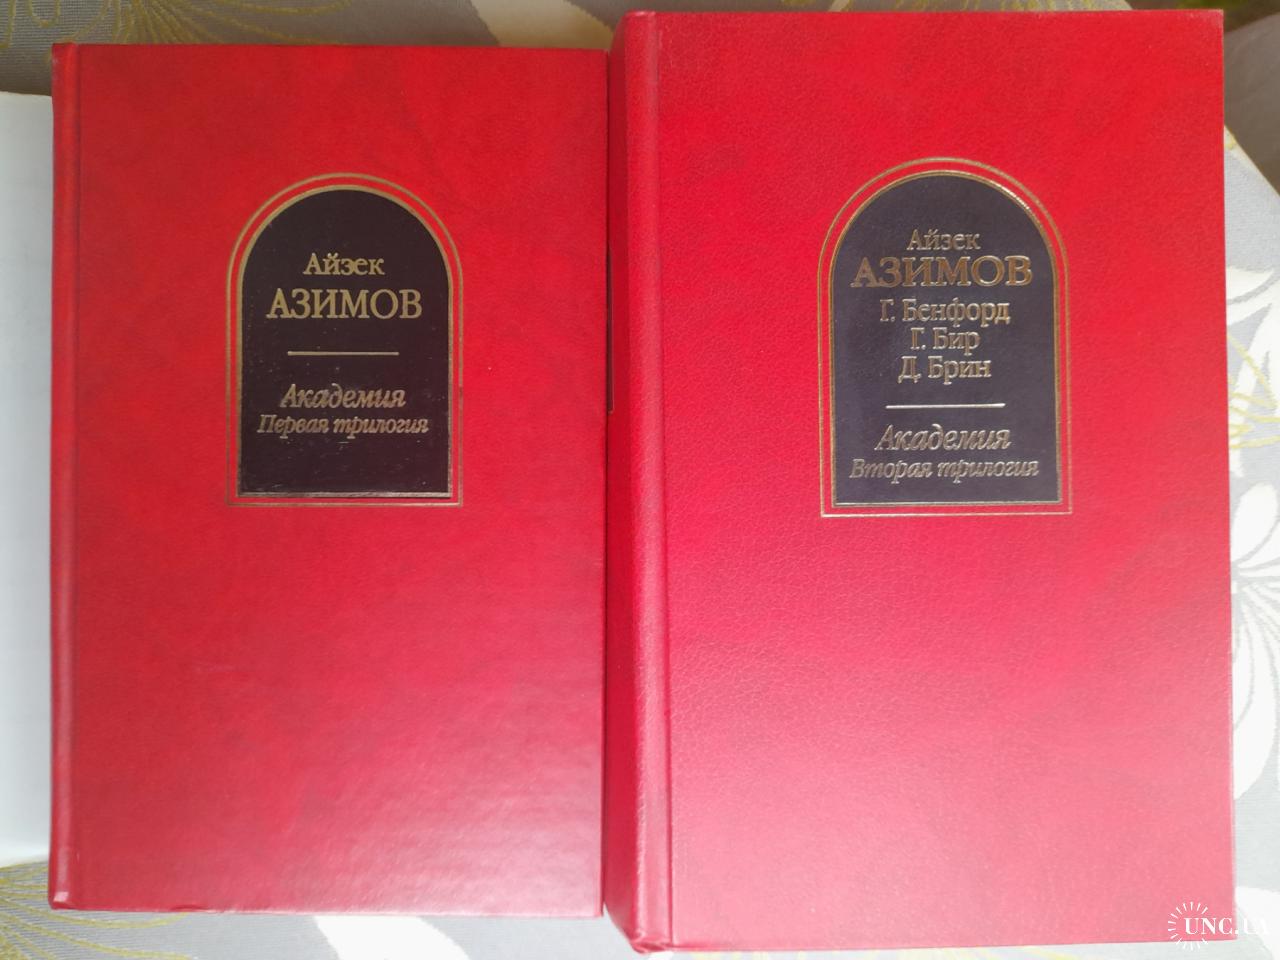 Айзек
АЗИМОВ
Академия
Первая трилогия
Айзек
АЗИМОВ
Г. Бенфорд
Г. Бир
Д. Брин
Академия
Вторая трилогия
UNC.UA